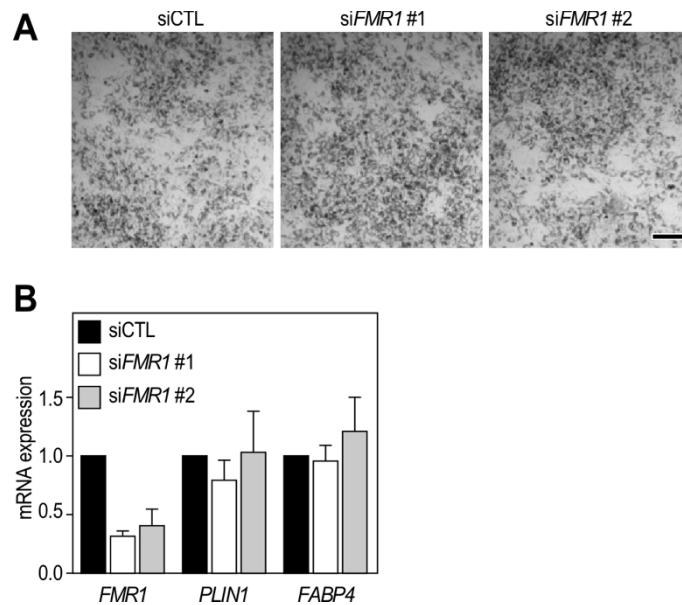 A
siCTL siFMR1 #1 siFMR1 #2
B
siCTL
siFMR1 #1
siFMR1 #2
mRNA expression
1.5
1.0
0.5
0.0
FMR1 PLIN1 FABP4